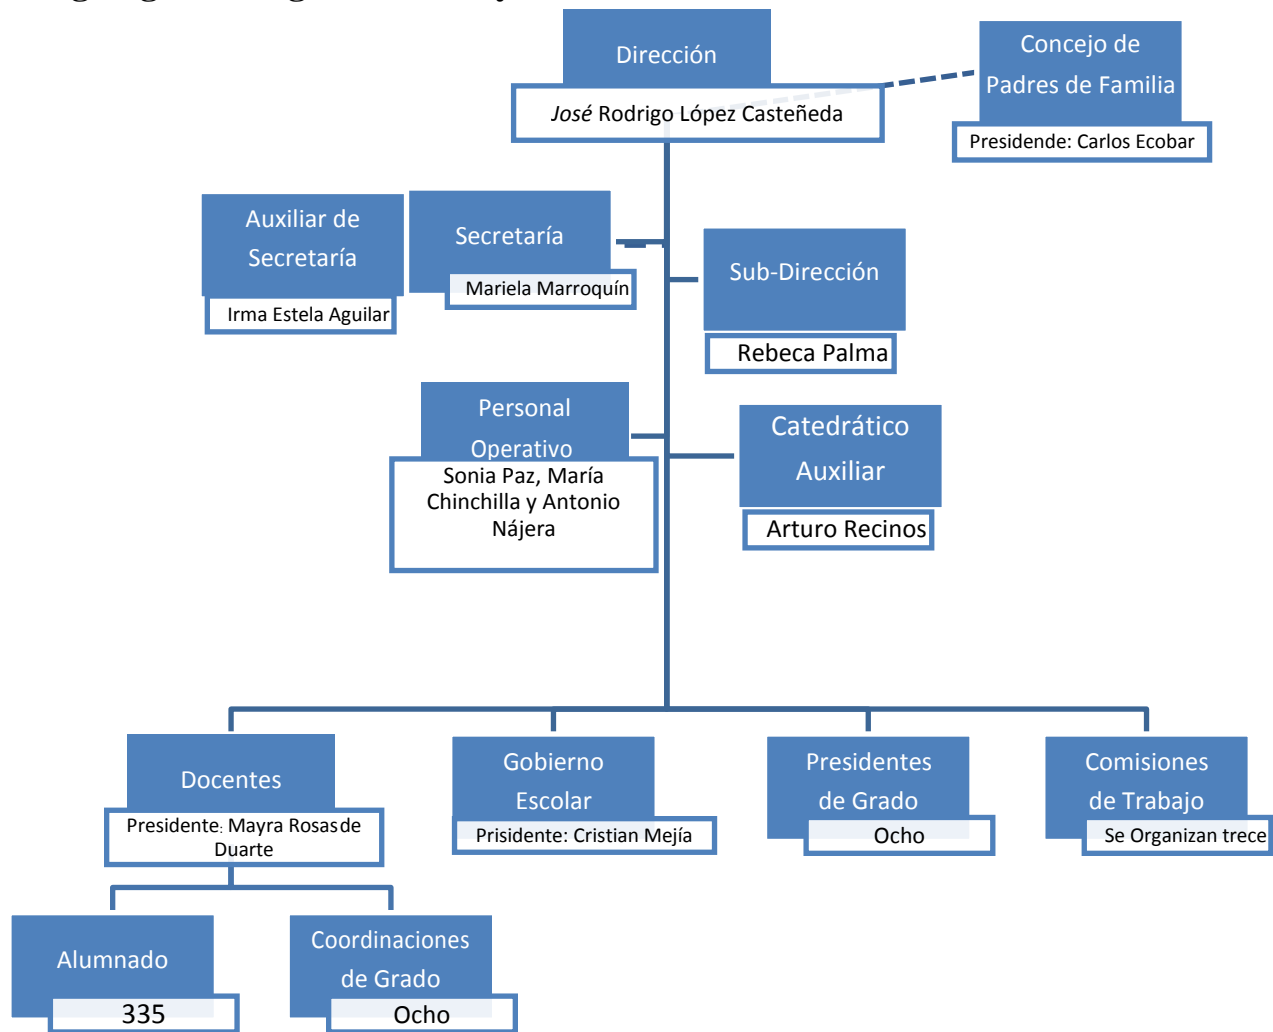 Dirección
José Rodrigo López Casteñeda
Concejo de
Padres de Familia
Presidende: Carlos Ecobar
Auxiliar de
Secretaría
Irma Estela Aguilar
Secretaría
Mariela Marroquín
Sub-Dirección
Rebeca Palma
Personal
Operativo
Sonia Paz, María
Chinchilla y Antonio
Nájera
Catedrático
Auxiliar
Arturo Recinos
Docentes
Presidente: Mayra Rosas de
Duarte
Gobierno
Escolar
Prisidente: Cristian Mejía
Presidentes
de Grado
Ocho
Comisiones
de Trabajo
Se Organizan trece
Alumnado
335
Coordinaciones
de Grado
Ocho